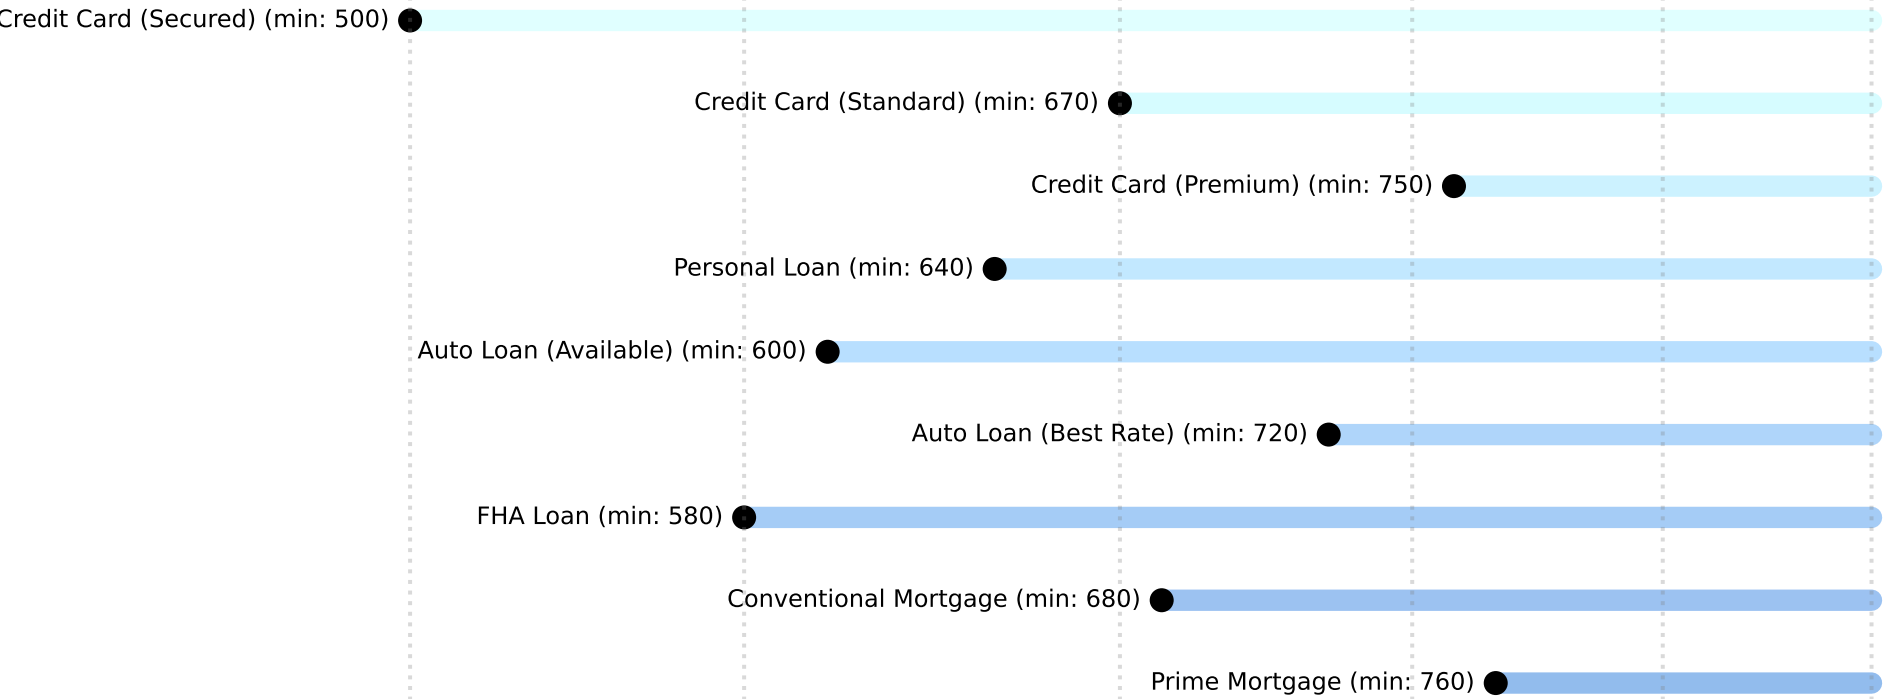 Credit Card (Secured) (min: 500)
Credit Card (Standard) (min: 670)
Credit Card (Premium) (min: 750)
Personal Loan (min: 640)
Auto Loan (Available) (min: 600)
Auto Loan (Best Rate) (min: 720)
FHA Loan (min: 580)
Conventional Mortgage (min: 680)
Prime Mortgage (min: 760)